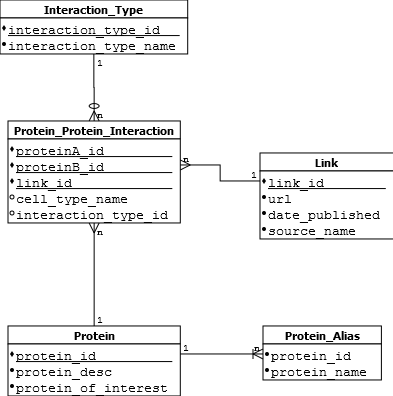 Interaction_Type
interaction_type_id
interaction_type_name
1
n
Protein_Protein_Interaction
proteinA_id
proteinB_id
link_id
cell_type_name
interaction_type_id
n
1
Link
link_id
url
date_published
source_name
n
1
Protein
protein_id
protein_desc
protein_of_interest
1
n
Protein_Alias
protein_id
protein_name